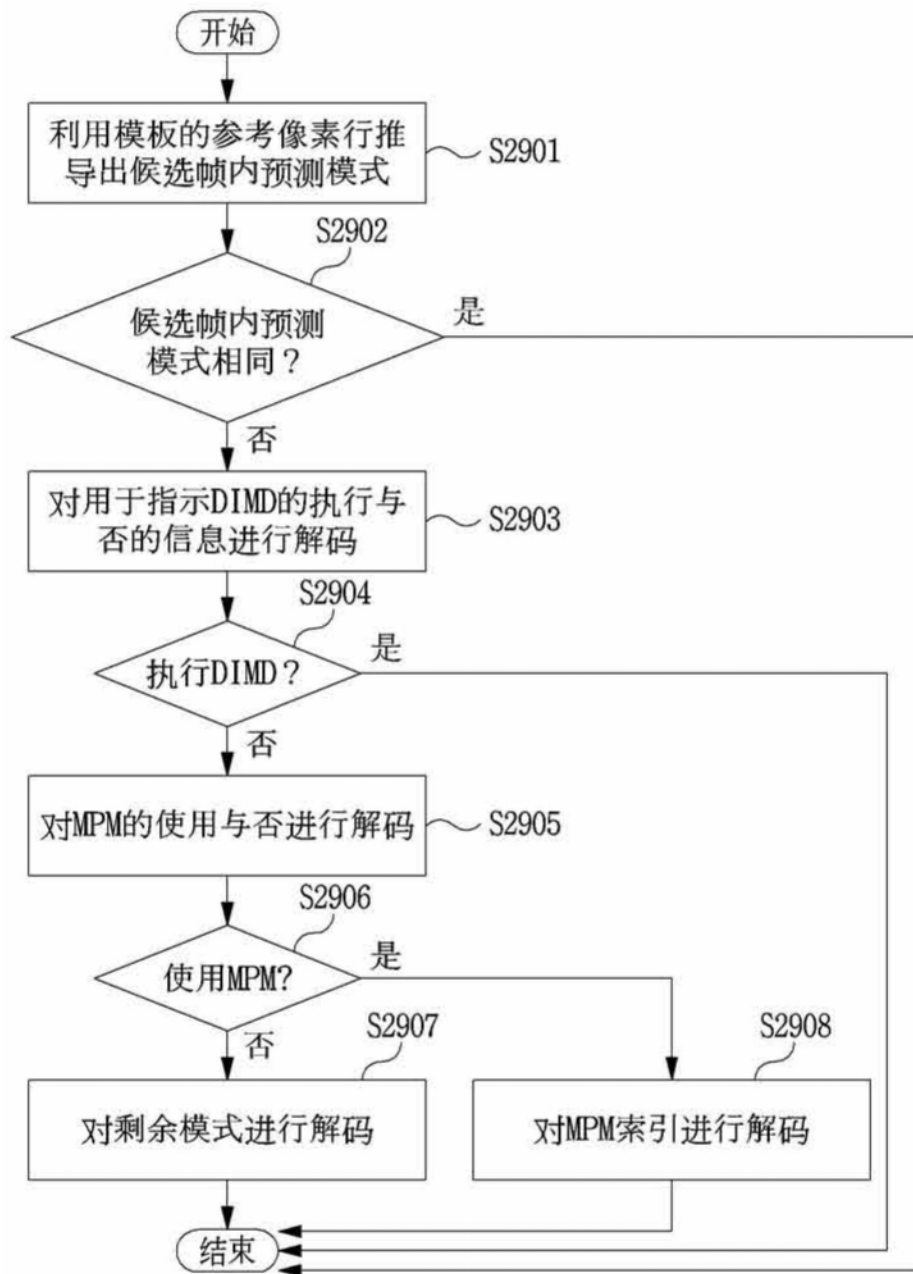 开始
利用模板的参考像素行推
导出候选帧内预测模式
S2901
S2902
候选帧内预测
模式相同？
是
否
对用于指示DIMD的执行与
否的信息进行解码
S2903
S2904
执行DIMD？
是
否
对MPM的使用与否进行解码
S2905
S2906
使用MPM?
是
否
S2907
S2908
对剩余模式进行解码
对MPM索引进行解码
结束